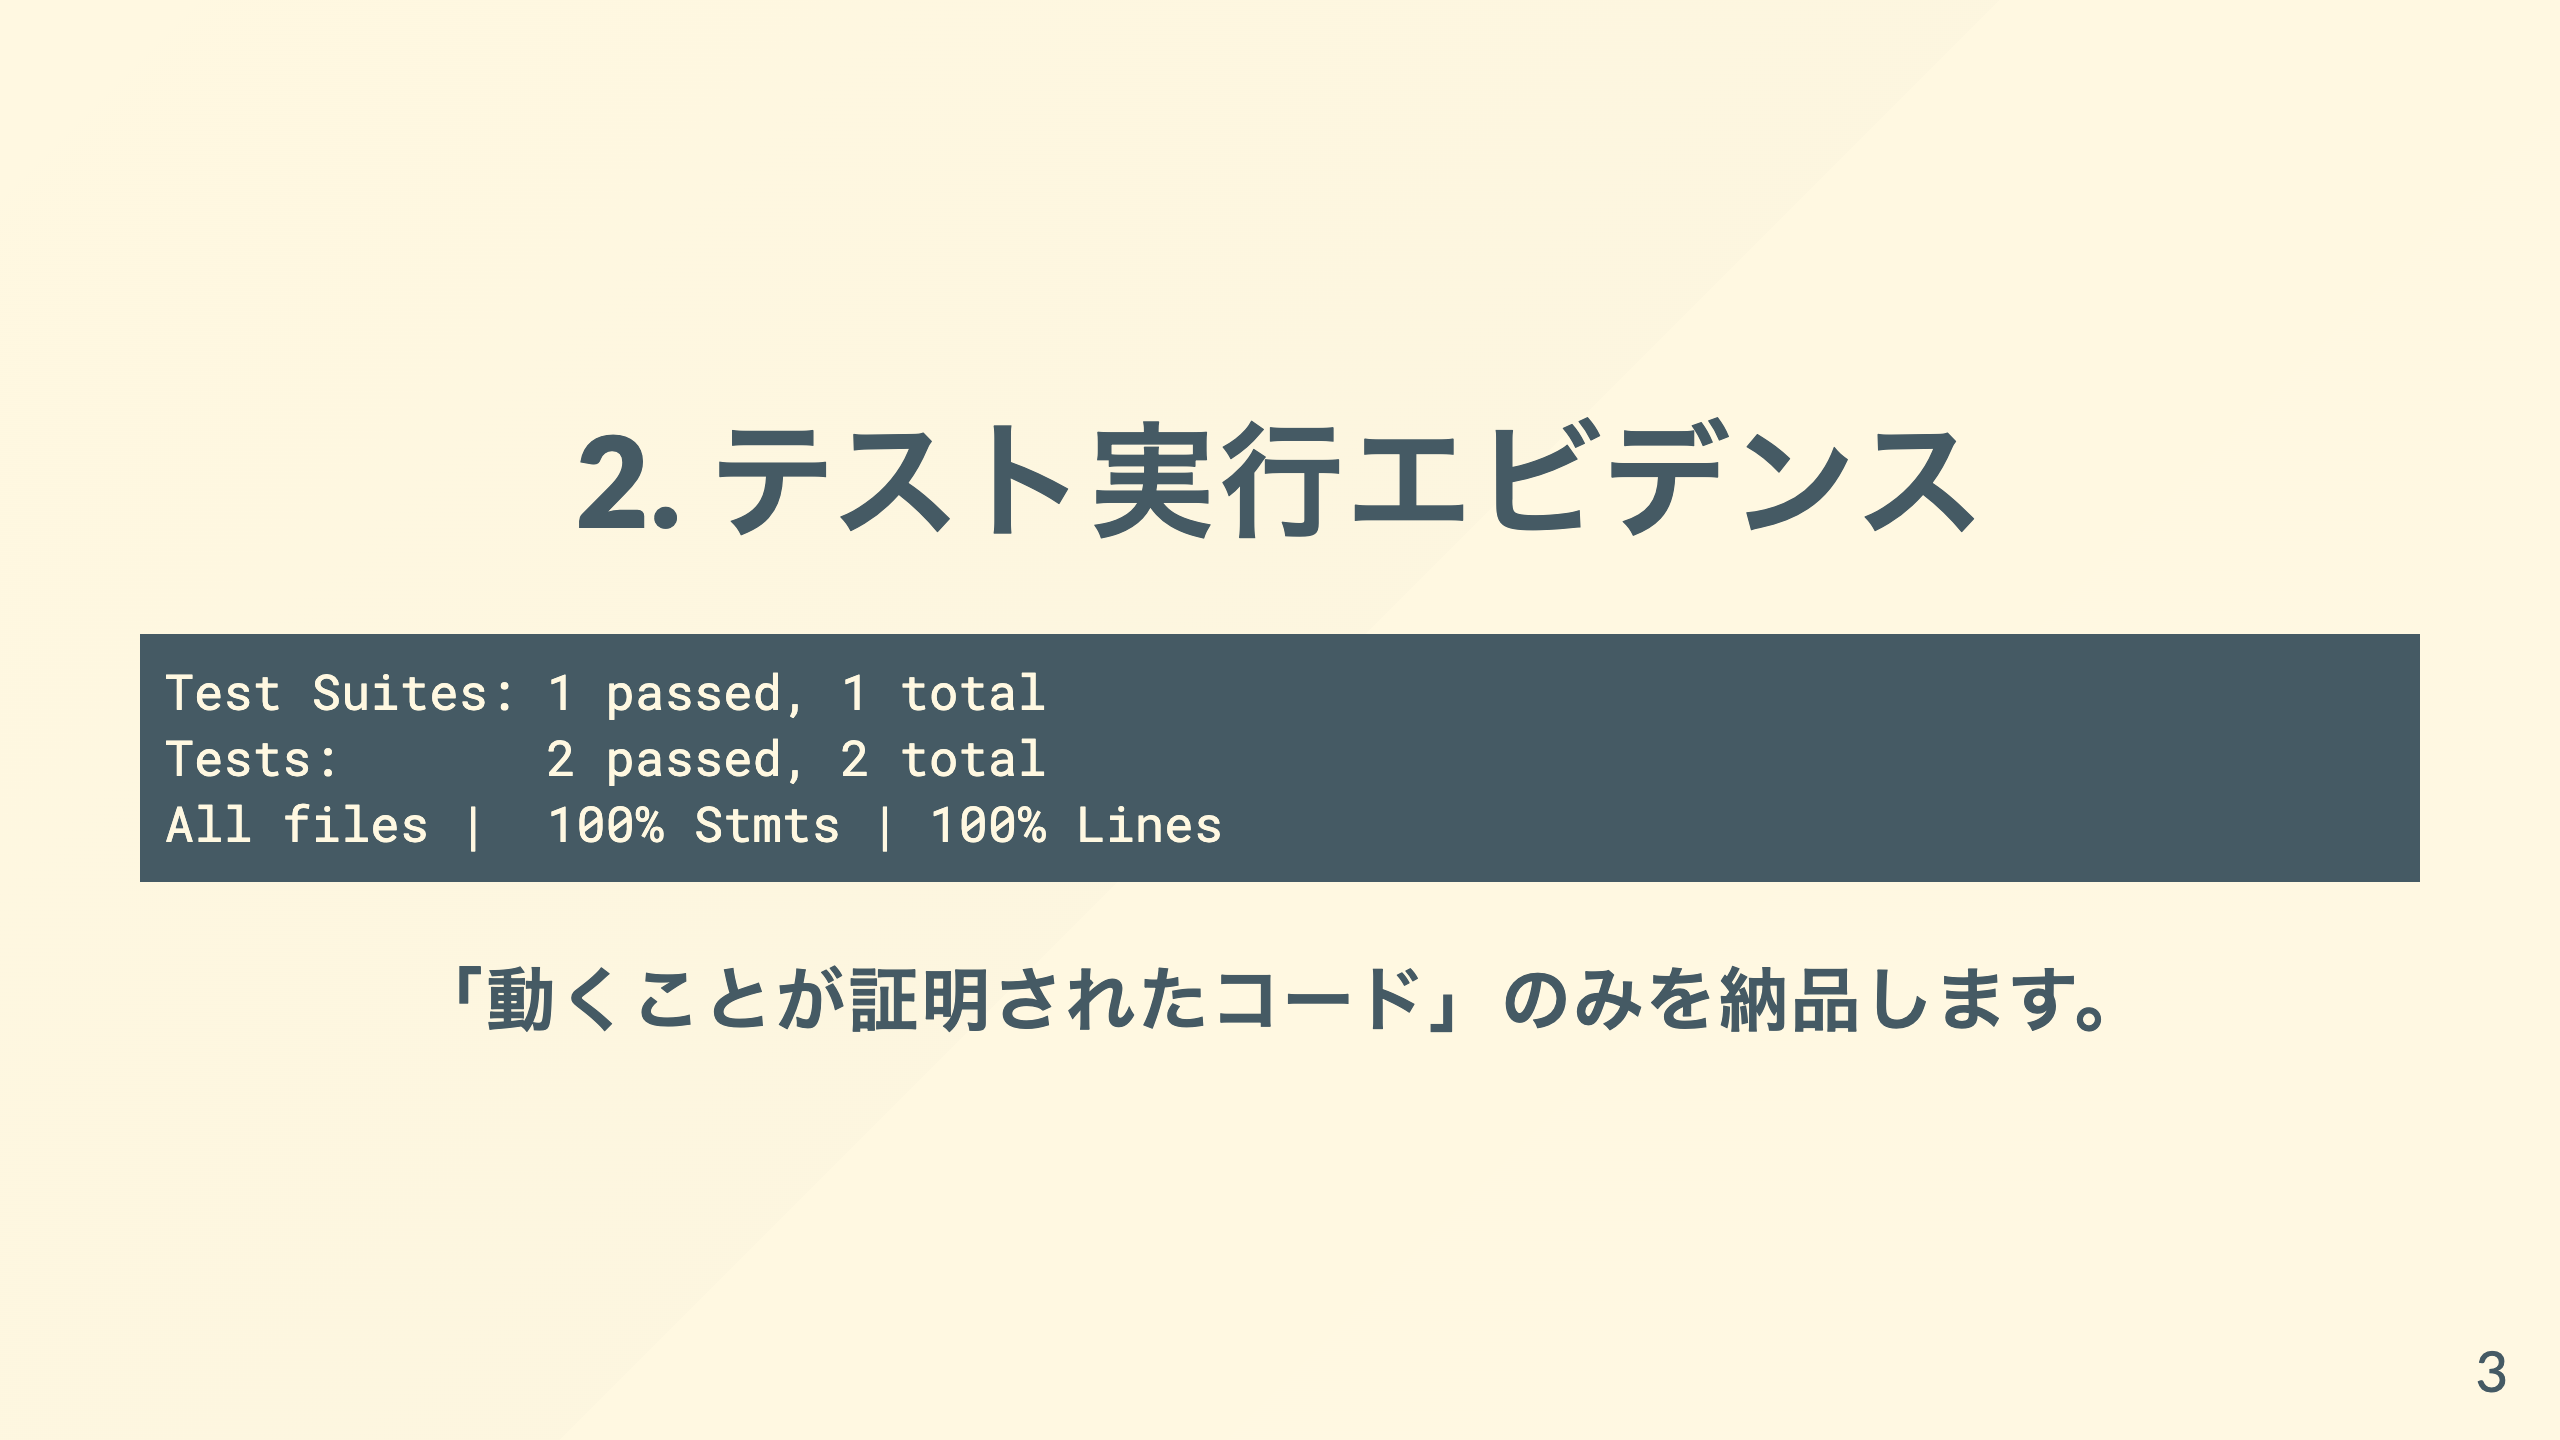 2. テスト実行エビデンス
Test Suites: 1 passed, 1 total
Tests:       2 passed, 2 total
All files |  100% Stmts | 100% Lines
「動くことが証明されたコード」のみを納品します。
3